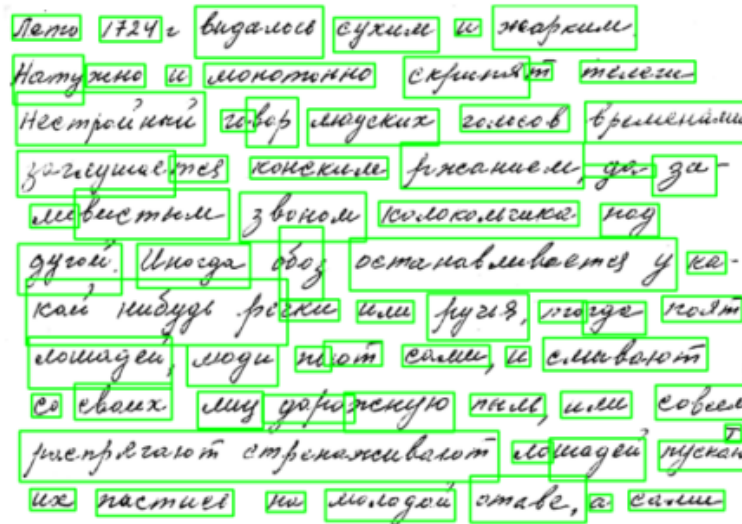 Лето 1724 г выдалось сухим и жарким.
Натужно и монотонно скрипят телеги
Нестройный говор людских голосов временами
заглушается конским ржанием, да за-
ливистым звоном колокольчика под
дугой. Иногда обоз останавливается у ка-
кой нибудь речки или ручья, тогда поят
лошадей, люди поют сами, и смывают
со своих лиц дорожную пыль, или совсем
распрягают стренаживают лошадей пускают
их пастись на молодой отаве, а сами